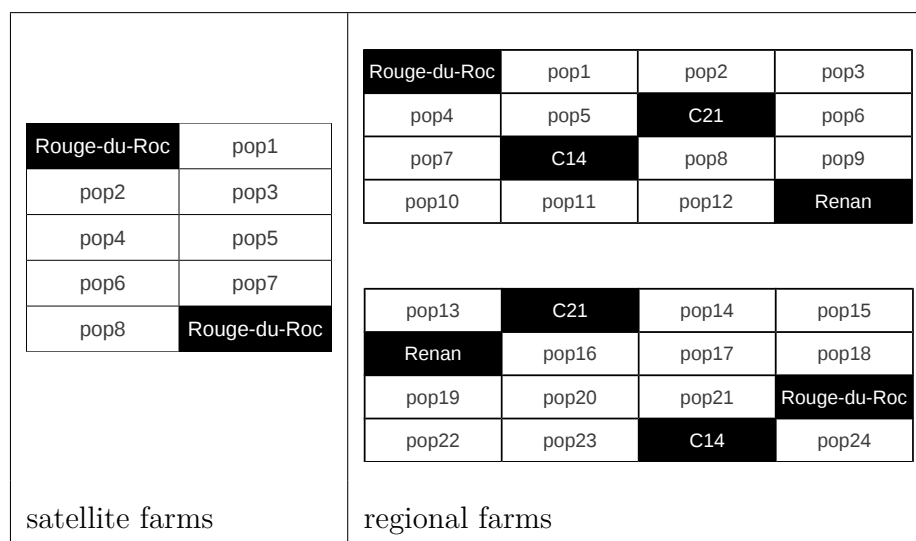 Rouge-du-Roc pop1
pop2 pop3
pop4 pop5
pop6 pop7
pop8 Rouge-du-Roc
satellite farms
Rouge-du-Roc pop1 pop2 pop3
pop4 pop5 C21 pop6
pop7 C14 pop8 pop9
pop10 pop11 pop12 Renan
pop13 C21 pop14 pop15
Renan pop16 pop17 pop18
pop19 pop20 pop21 Rouge-du-Roc
pop22 pop23 C14 pop24
regional farms